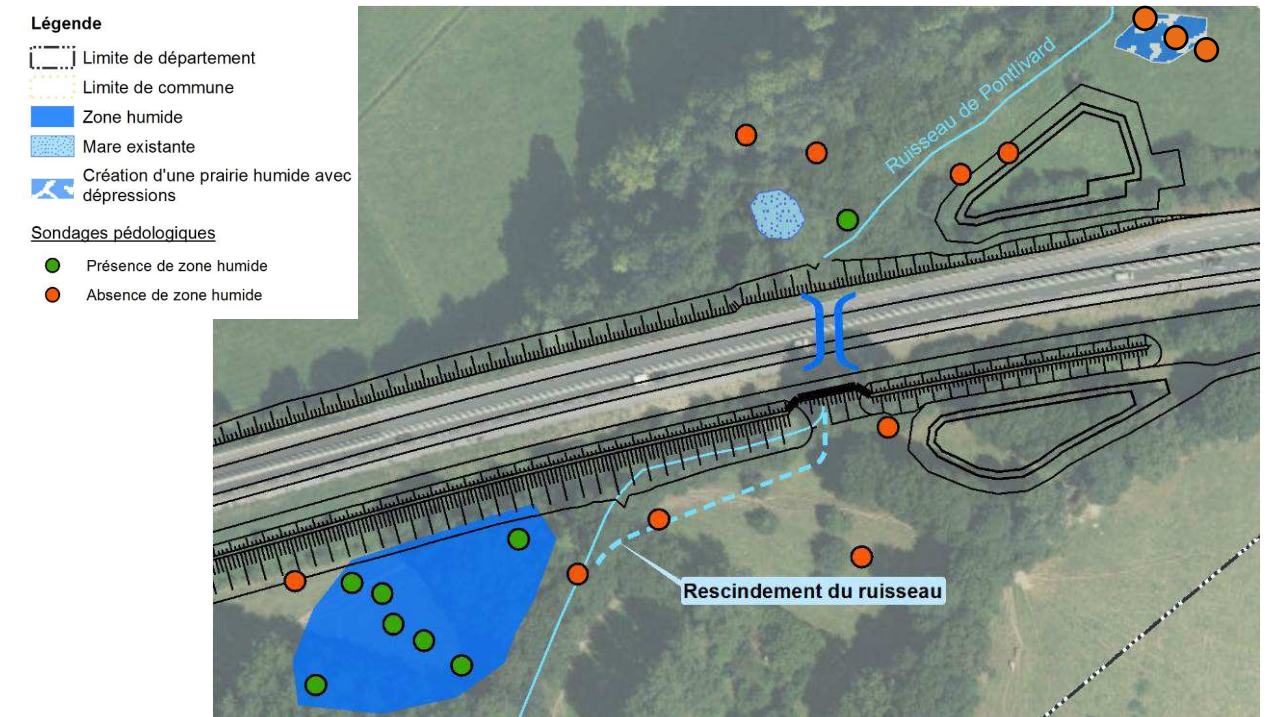 Légende
Limite de département
Limite de commune
Zone humide
Mare existante
Création d'une prairie humide avec
dépressions
Sondages pédologiques
Présence de zone humide
Absence de zone humide
Ruisseau de Pontlivard
Rescindement du ruisseau